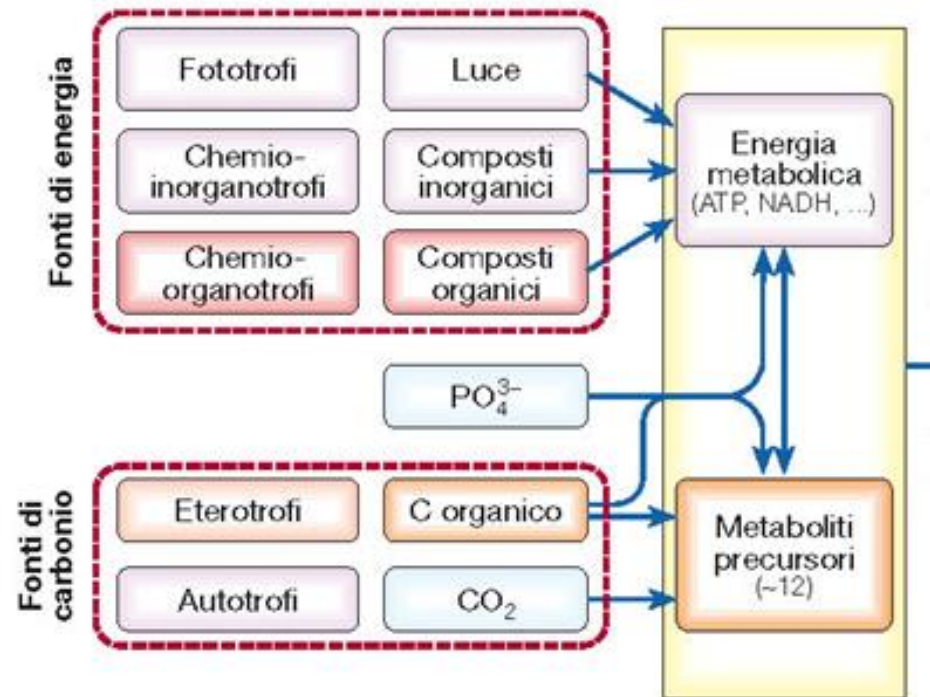 Fonti di energia
Fototrofi
Luce
Chemio-
inorganotrofi
Composti
inorganici
Chemio-
organotrofi
Composti
organici
Energia
metabolica
(ATP, NADH, ...)
PO₄³⁻
Fonti di
carbonio
Eterotrofi
C organico
Autotrofi
CO₂
Metaboliti
precursori
(~12)